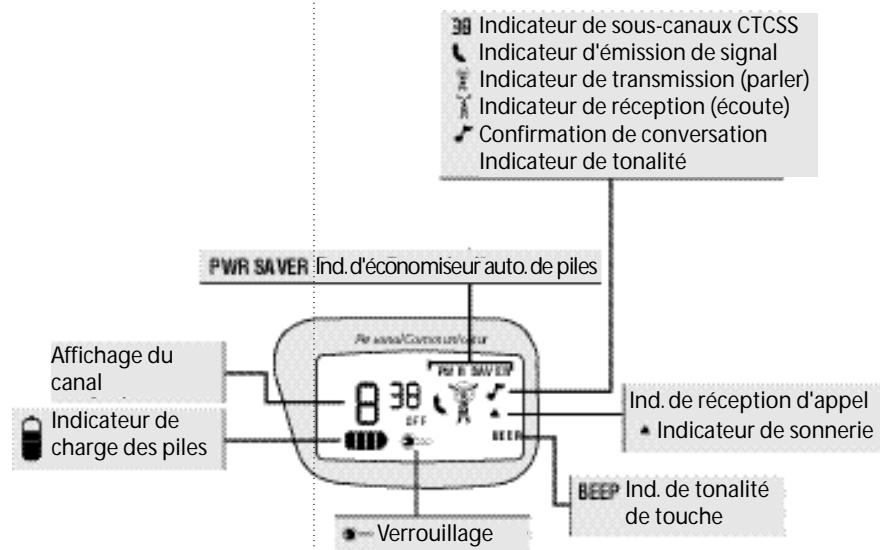 38 Indicateur de sous-canaux CTCSS
Indicateur d'émission de signal
Indicateur de transmission (parler)
Indicateur de réception (écoute)
Confirmation de conversation
Indicateur de tonalité
PWR SAVER Ind. d'économiseur auto. de piles
Personal Communicator
PWR SAVER
Affichage du
canal
8 38
OFF
BEEP
Indicateur de
charge des piles
Ind. de réception d'appel
Indicateur de sonnerie
BEEP Ind. de tonalité
de touche
Verrouillage